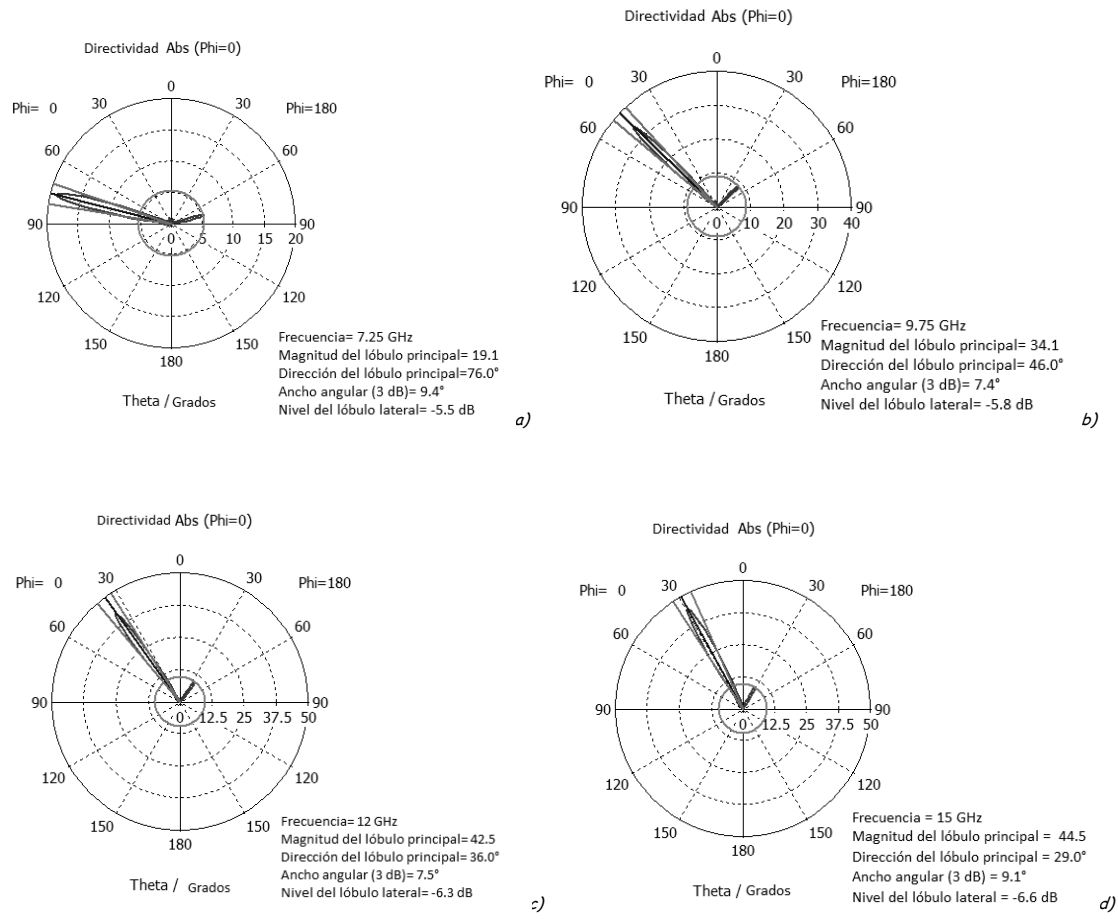 Directividad Abs (Phi=0)
Phi= 0
30
0
30
Phi=180
60
60
90
0
5
10
15
20
90
120
120
150
150
180
Theta / Grados
Frecuencia= 7.25 GHz
Magnitud del lóbulo principal= 19.1
Dirección del lóbulo principal=76.0°
Ancho angular (3 dB)= 9.4°
Nivel del lóbulo lateral= -5.5 dB
a)
Directividad Abs (Phi=0)
Phi= 0
30
0
30
Phi=180
60
60
90
0
10
20
30
40
90
120
120
150
150
180
Theta / Grados
Frecuencia= 9.75 GHz
Magnitud del lóbulo principal= 34.1
Dirección del lóbulo principal= 46.0°
Ancho angular (3 dB)= 7.4°
Nivel del lóbulo lateral= -5.8 dB
b)
Directividad Abs (Phi=0)
Phi= 0
30
0
30
Phi=180
60
60
90
0
12.5
25
37.5
50
90
120
120
150
150
180
Theta / Grados
Frecuencia= 12 GHz
Magnitud del lóbulo principal= 42.5
Dirección del lóbulo principal= 36.0°
Ancho angular (3 dB)= 7.5°
Nivel del lóbulo lateral= -6.3 dB
c)
Directividad Abs (Phi=0)
Phi= 0
30
0
30
Phi=180
60
60
90
0
12.5
25
37.5
50
90
120
120
150
150
180
Theta / Grados
Frecuencia = 15 GHz
Magnitud del lóbulo principal = 44.5
Dirección del lóbulo principal = 29.0°
Ancho angular (3 dB) = 9.1°
Nivel del lóbulo lateral = -6.6 dB
d)